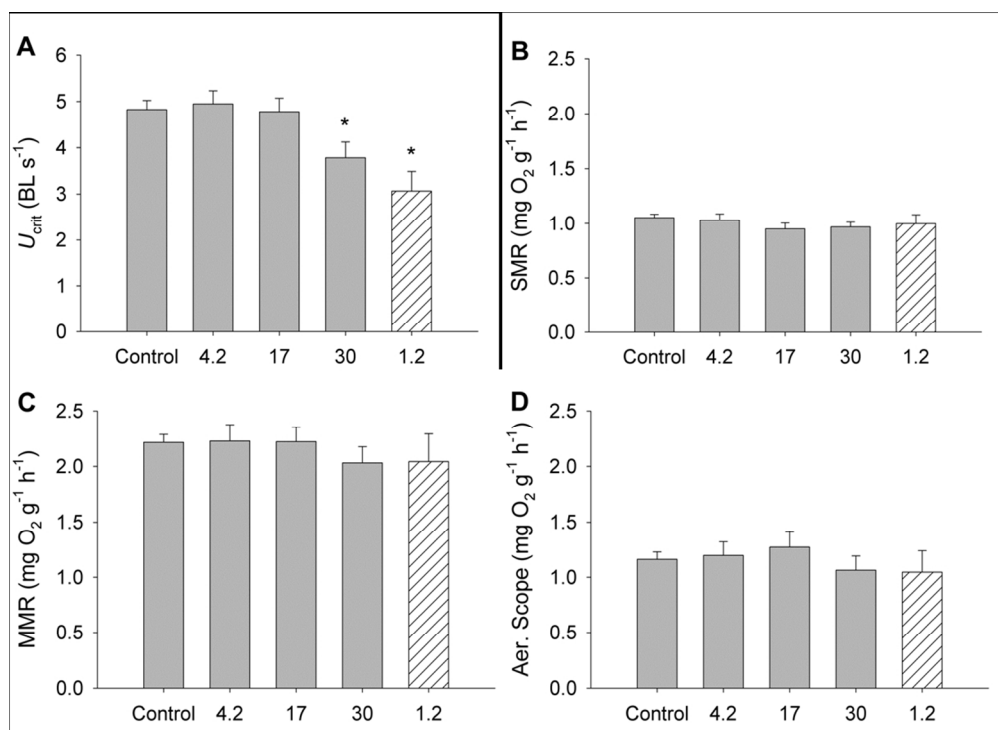 A
6
5
4
3
2
1
0
U crit (BL s⁻¹)
*
*
Control 4.2 17 30 1.2
B
2.5
2.0
1.5
1.0
0.5
0.0
SMR (mg O₂ g⁻¹ h⁻¹)
Control 4.2 17 30 1.2
C
2.5
2.0
1.5
1.0
0.5
0.0
MMR (mg O₂ g⁻¹ h⁻¹)
Control 4.2 17 30 1.2
D
2.5
2.0
1.5
1.0
0.5
0.0
Aer. Scope (mg O₂ g⁻¹ h⁻¹)
Control 4.2 17 30 1.2